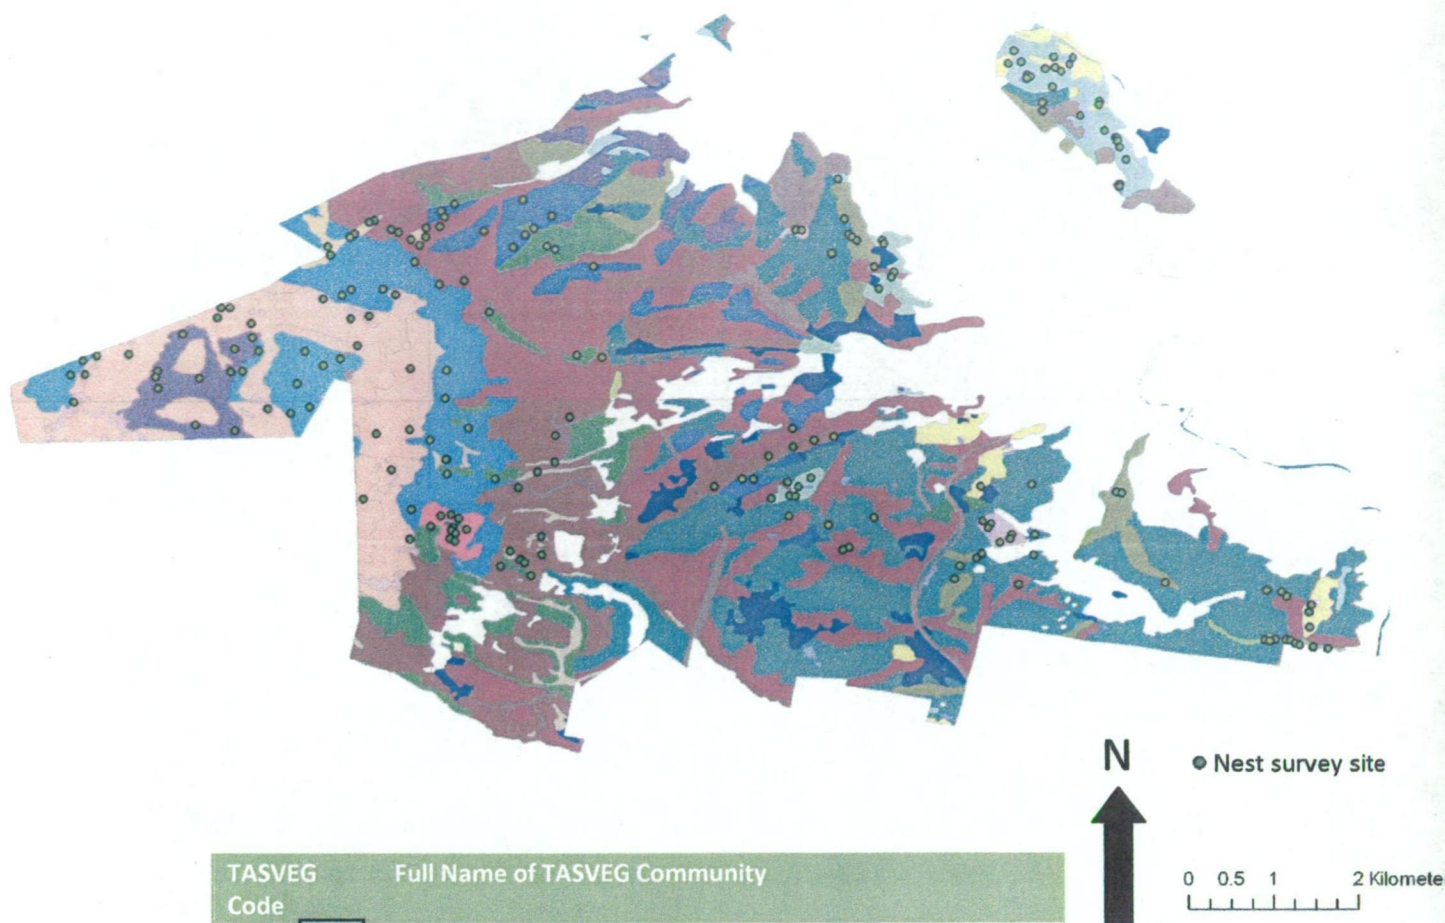 N
Nest survey site
TASVEG Full Name of TASVEG Community
Code
0 0.5 1 2 Kilomete